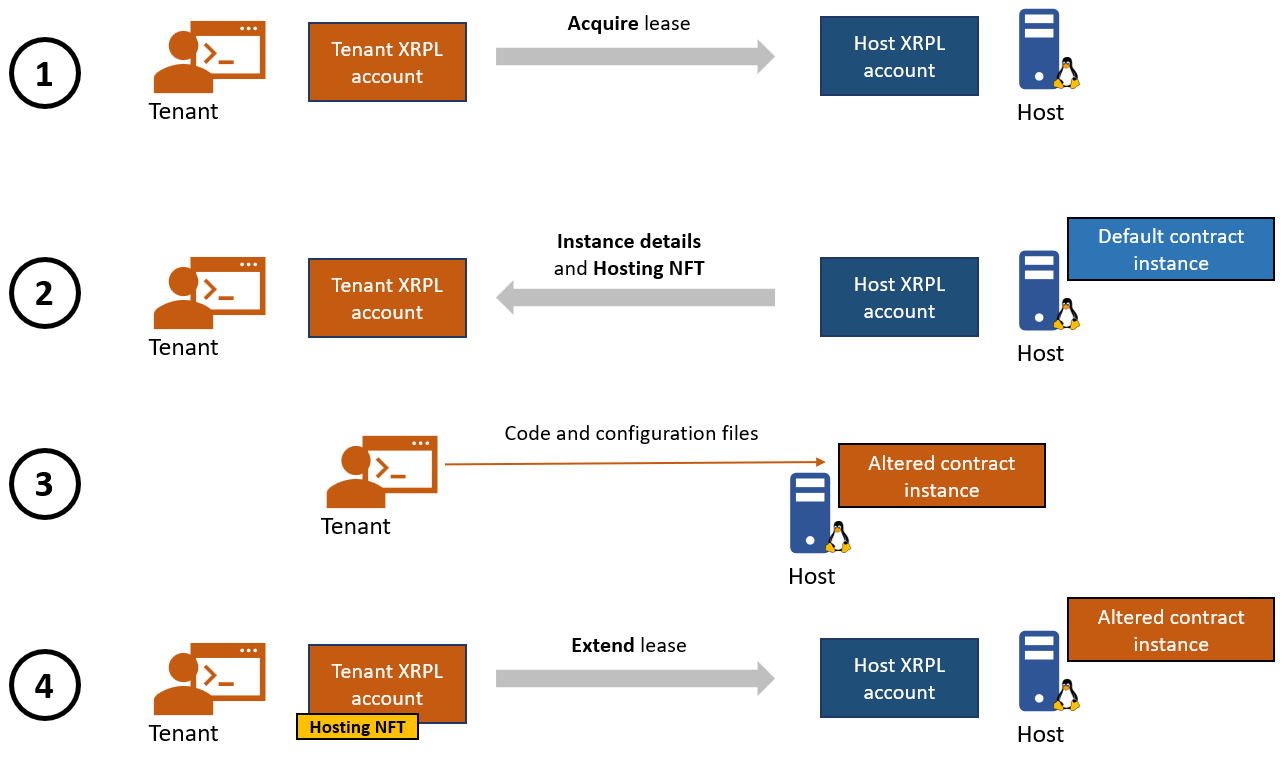 1
Tenant
Tenant XRPL
account
Acquire lease
Host XRPL
account
Host
2
Tenant
Tenant XRPL
account
Instance details
and Hosting NFT
Host XRPL
account
Default contract
instance
Host
3
Tenant
Code and configuration files
Altered contract
instance
Host
4
Tenant
Tenant XRPL
account
Hosting NFT
Extend lease
Host XRPL
account
Altered contract
instance
Host